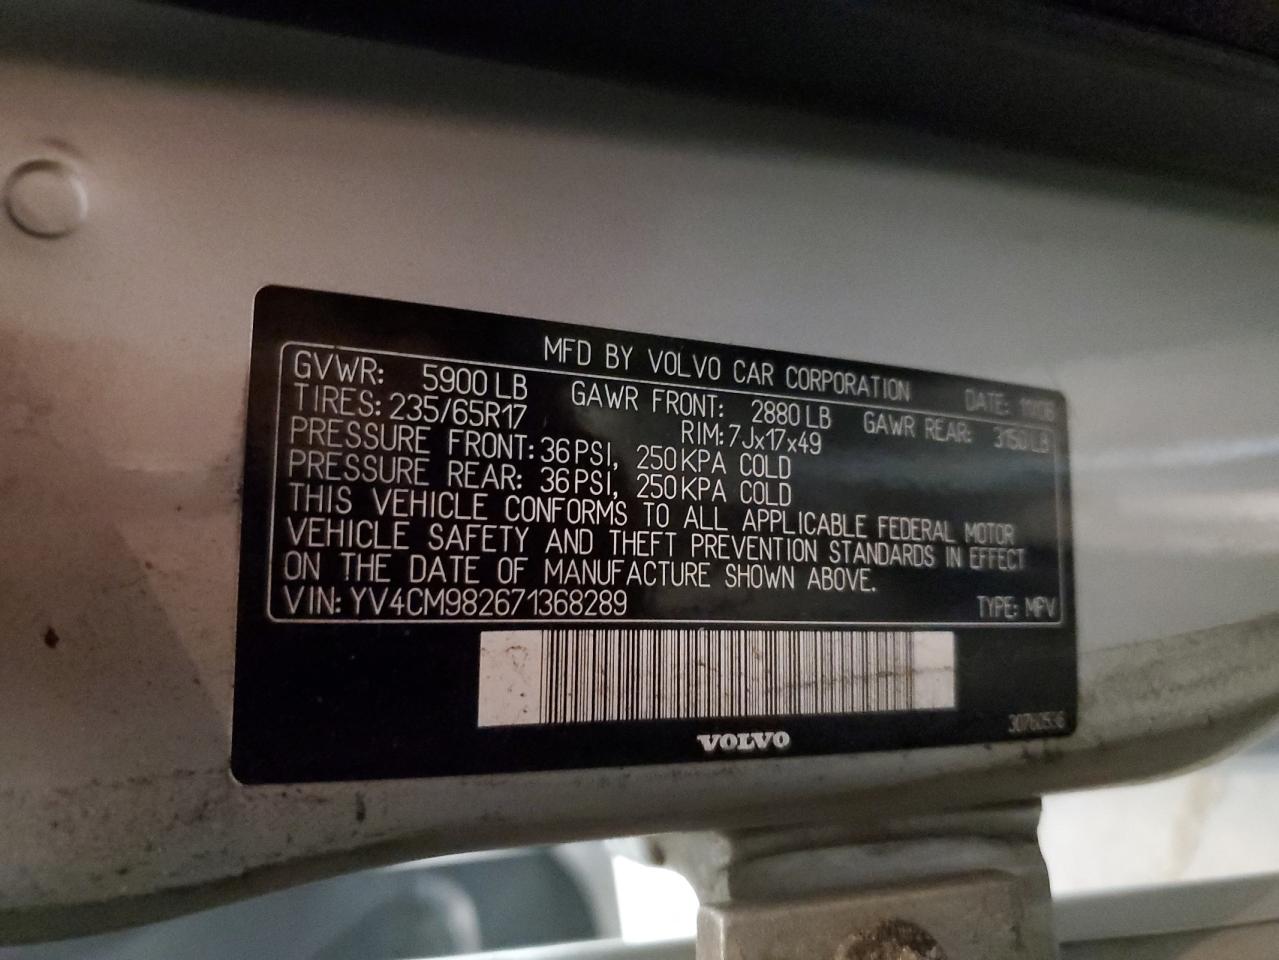 MFD BY VOLVO CAR CORPORATION DATE:
GVWR: 5900 LB GAWR FRONT: 2880 LB GAWR REAR: 3150 LB
TIRES: 235/65R17 RIM: 7Jx17x49
PRESSURE FRONT: 36 PSI, 250 KPA COLD
PRESSURE REAR: 36 PSI, 250 KPA COLD
THIS VEHICLE CONFORMS TO ALL APPLICABLE FEDERAL MOTOR
VEHICLE SAFETY AND THEFT PREVENTION STANDARDS IN EFFECT
ON THE DATE OF MANUFACTURE SHOWN ABOVE.
VIN: YV4CM982671368289 TYPE: MPV
VOLVO